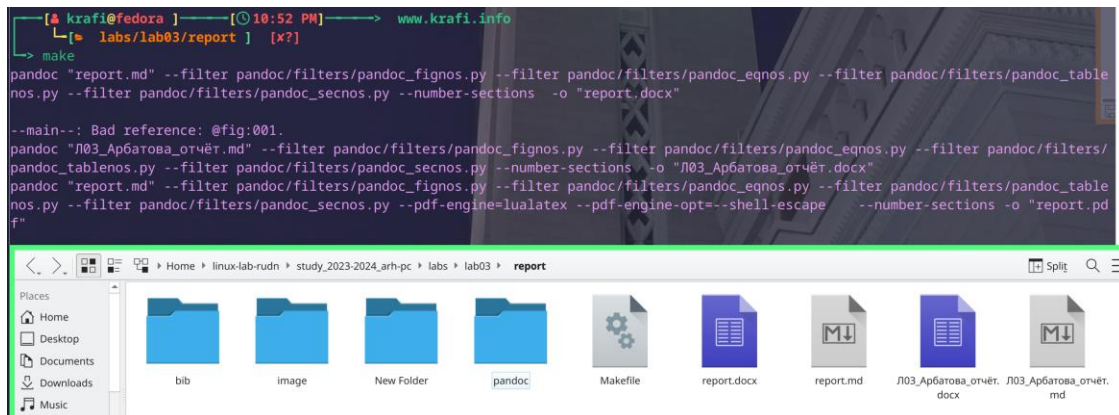 [ krafi@fedora ]———[ 10:52 PM]———> www.krafi.info
[ labs/lab03/report ] [x?]
-> make
pandoc "report.md" --filter pandoc/filters/pandoc_fignos.py --filter pandoc/filters/pandoc_eqnos.py --filter pandoc/filters/pandoc_table
nos.py --filter pandoc/filters/pandoc_secnos.py --number-sections  -o "report.docx"
--main--: Bad reference: @fig:001.
pandoc "Л03_Арбатова_отчёт.md" --filter pandoc/filters/pandoc_fignos.py --filter pandoc/filters/pandoc_eqnos.py --filter pandoc/filters/
pandoc_tablenos.py --filter pandoc/filters/pandoc_secnos.py --number-sections  -o "Л03_Арбатова_отчёт.docx"
pandoc "report.md" --filter pandoc/filters/pandoc_fignos.py --filter pandoc/filters/pandoc_eqnos.py --filter pandoc/filters/pandoc_table
nos.py --filter pandoc/filters/pandoc_secnos.py --pdf-engine=lualatex --pdf-engine-opt=--shell-escape    --number-sections -o "report.pd
f"
Home › linux-lab-rudn › study_2023-2024_arh-pc › labs › lab03 › report
Split
Places
Home
Desktop
Documents
Downloads
Music
bib
image
New Folder
pandoc
Makefile
report.docx
report.md
Л03_Арбатова_отчёт.
docx
Л03_Арбатова_отчёт.
md